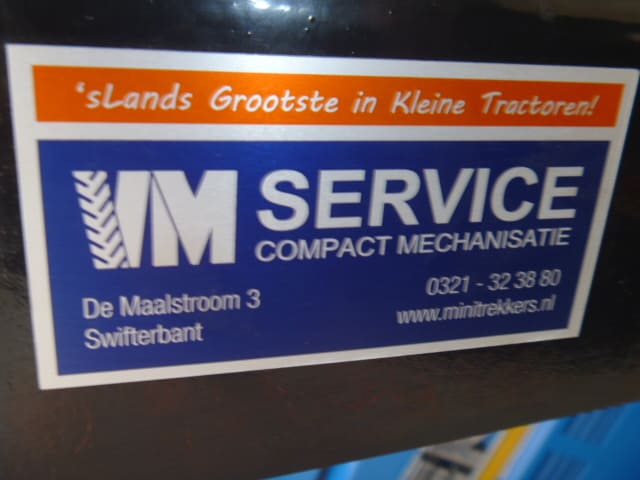 'sLands Grootste in Kleine Tractoren!
VM SERVICE
COMPACT MECHANISATIE
De Maalstroom 3
Swifterbant
0321 - 32 38 80
www.minitrekkers.nl